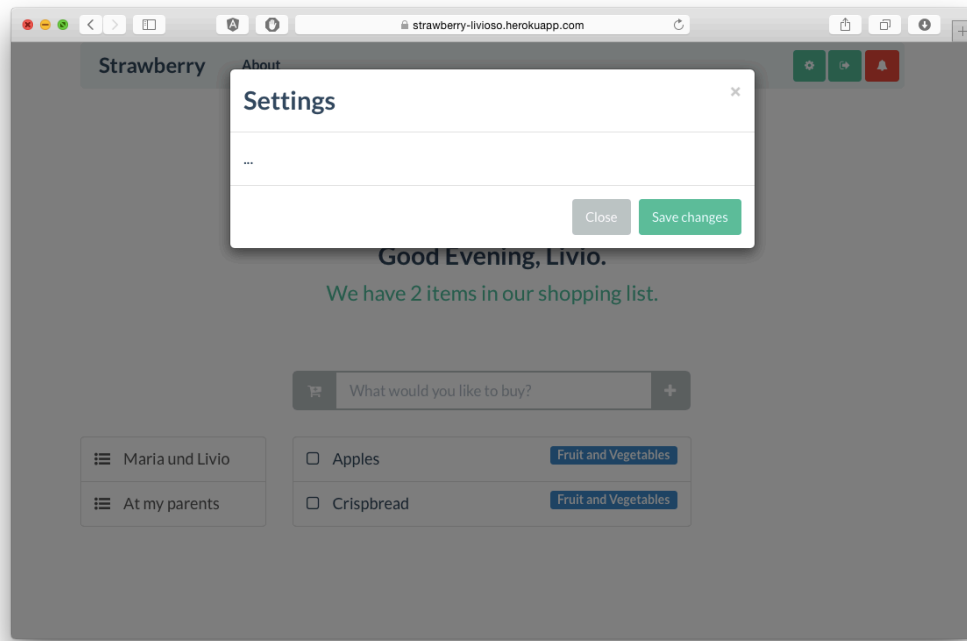 strawberry-livioso.herokuapp.com
Strawberry About
Settings ×
...
Close Save changes
Good Evening, Livio.
We have 2 items in our shopping list.
What would you like to buy?
Maria und Livio
At my parents
Apples Fruit and Vegetables
Crispbread Fruit and Vegetables